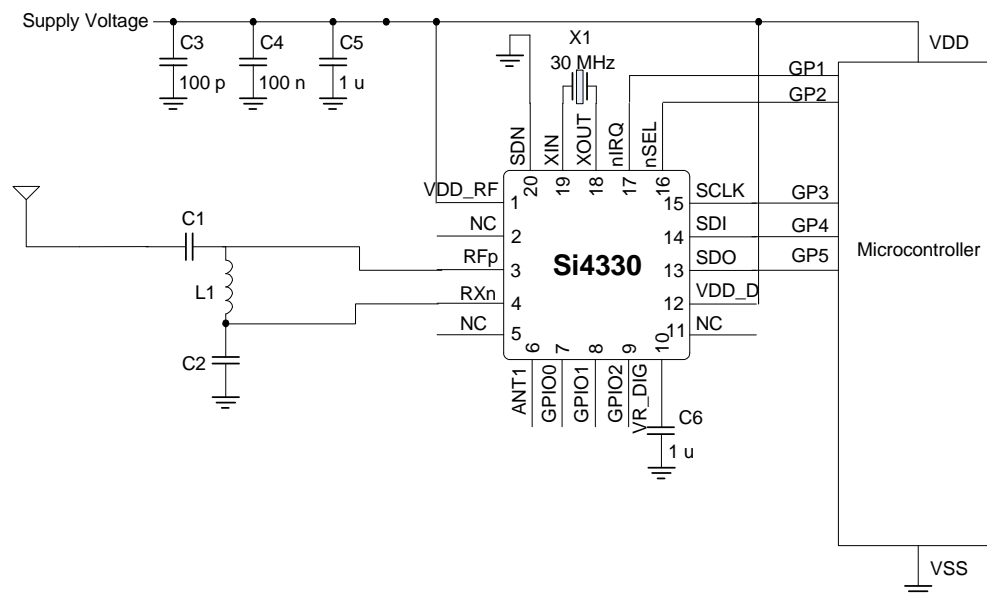 Supply Voltage
C3
100 p
C4
100 n
C5
1 u
X1
30 MHz
VDD
GP1
GP2
SDN
XIN
XOUT
nIRQ
nSEL
20
19
18
17
16
VDD_RF
1
NC
2
RFp
3
RXn
4
NC
5
Si4330
15
SCLK
GP3
14
SDI
GP4
13
SDO
GP5
12
VDD_D
11
NC
Microcontroller
C1
L1
C2
6
7
8
9
10
ANT1
GPIO0
GPIO1
GPIO2
VR_DIG
C6
1 u
VSS